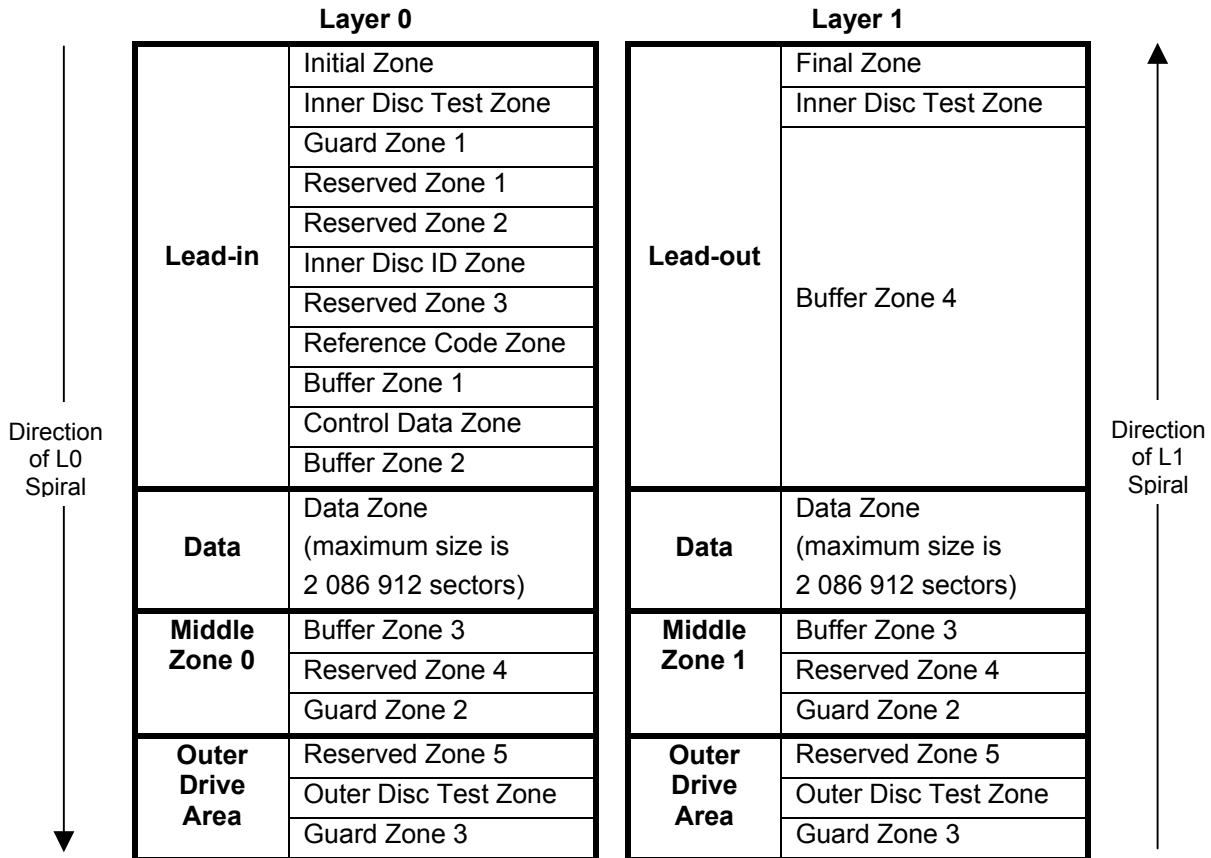 Layer 0
Layer 1
Direction
of L0
Spiral
Lead-in
Initial Zone
Inner Disc Test Zone
Guard Zone 1
Reserved Zone 1
Reserved Zone 2
Inner Disc ID Zone
Reserved Zone 3
Reference Code Zone
Buffer Zone 1
Control Data Zone
Buffer Zone 2
Data
Data Zone
(maximum size is
2 086 912 sectors)
Middle
Zone 0
Buffer Zone 3
Reserved Zone 4
Guard Zone 2
Outer
Drive
Area
Reserved Zone 5
Outer Disc Test Zone
Guard Zone 3
Lead-out
Final Zone
Inner Disc Test Zone
Buffer Zone 4
Data
Data Zone
(maximum size is
2 086 912 sectors)
Middle
Zone 1
Buffer Zone 3
Reserved Zone 4
Guard Zone 2
Outer
Drive
Area
Reserved Zone 5
Outer Disc Test Zone
Guard Zone 3
Direction
of L1
Spiral